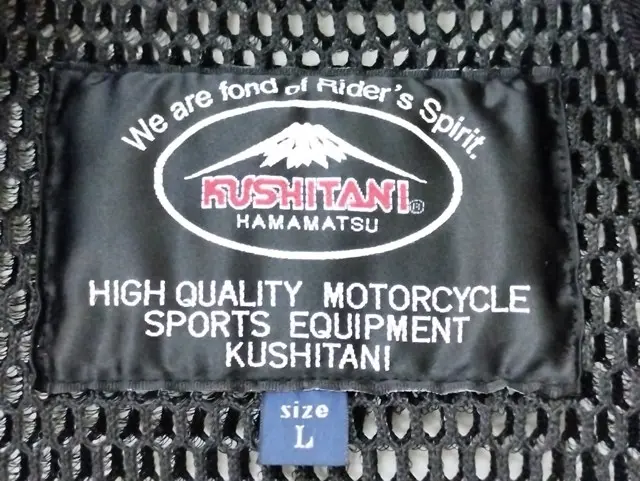 We are fond of Rider's Spirit.
KUSHITANI®
HAMAMATSU
HIGH QUALITY MOTORCYCLE
SPORTS EQUIPMENT
KUSHITANI
size
L